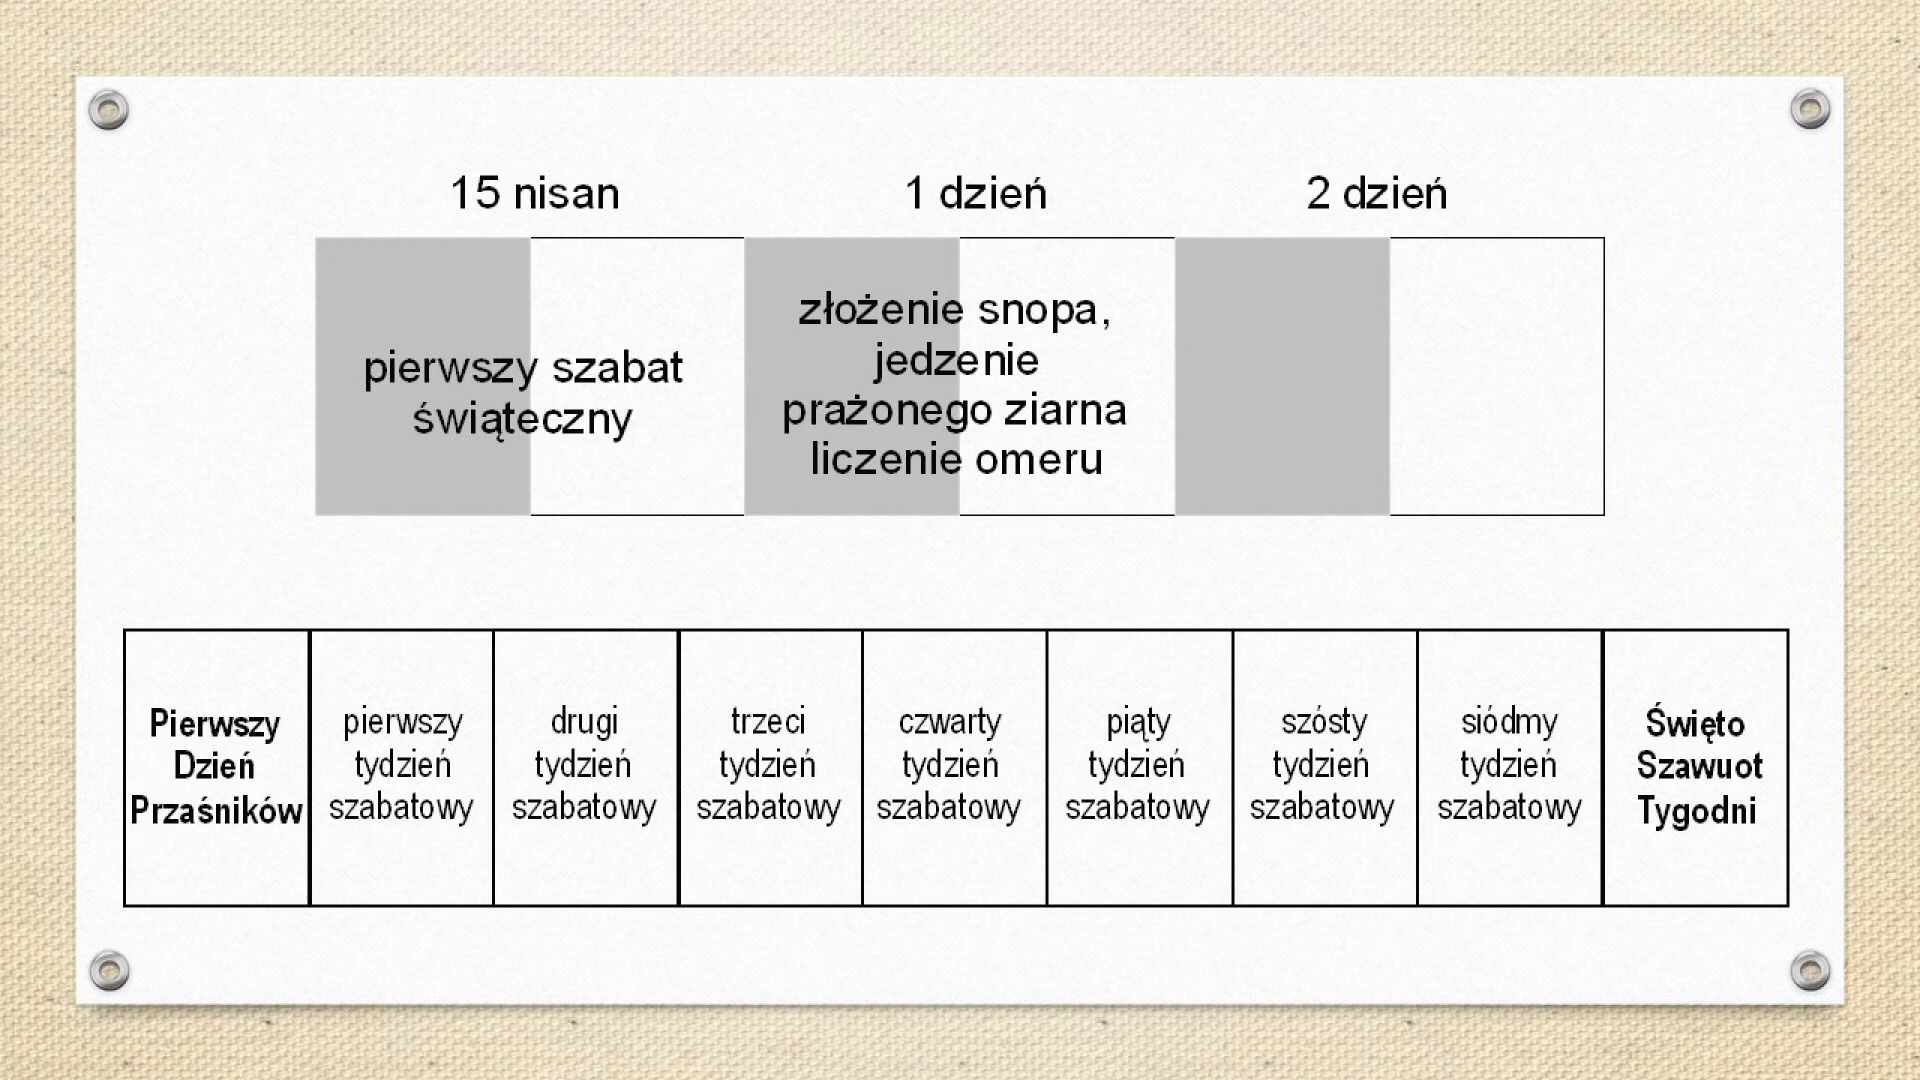 15 nisan
1 dzień
2 dzień
pierwszy szabat
świąteczny
złożenie snopa,
jedzenie
prażonego ziarna
liczenie omeru
Pierwszy
Dzień
Przaśników
pierwszy
tydzień
szabatowy
drugi
tydzień
szabatowy
trzeci
tydzień
szabatowy
czwarty
tydzień
szabatowy
piąty
tydzień
szabatowy
szósty
tydzień
szabatowy
siódmy
tydzień
szabatowy
Święto
Szawuot
Tygodni